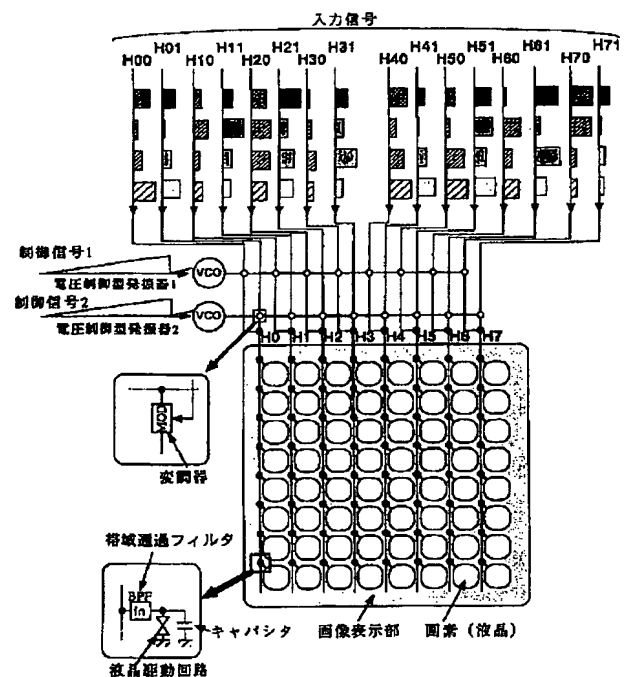 入力信号
H00 H01 H10 H11 H20 H21 H30 H31 H40 H41 H50 H51 H60 H61 H70 H71
制御信号1
VCO
電圧制御型発振器1
制御信号2
VCO
電圧制御型発振器2
H0 H1 H2 H3 H4 H5 H6 H7
MOD
変調器
帯域通過フィルタ
BPF
fn
キャパシタ
液晶駆動回路
画像表示部
画素(液晶)